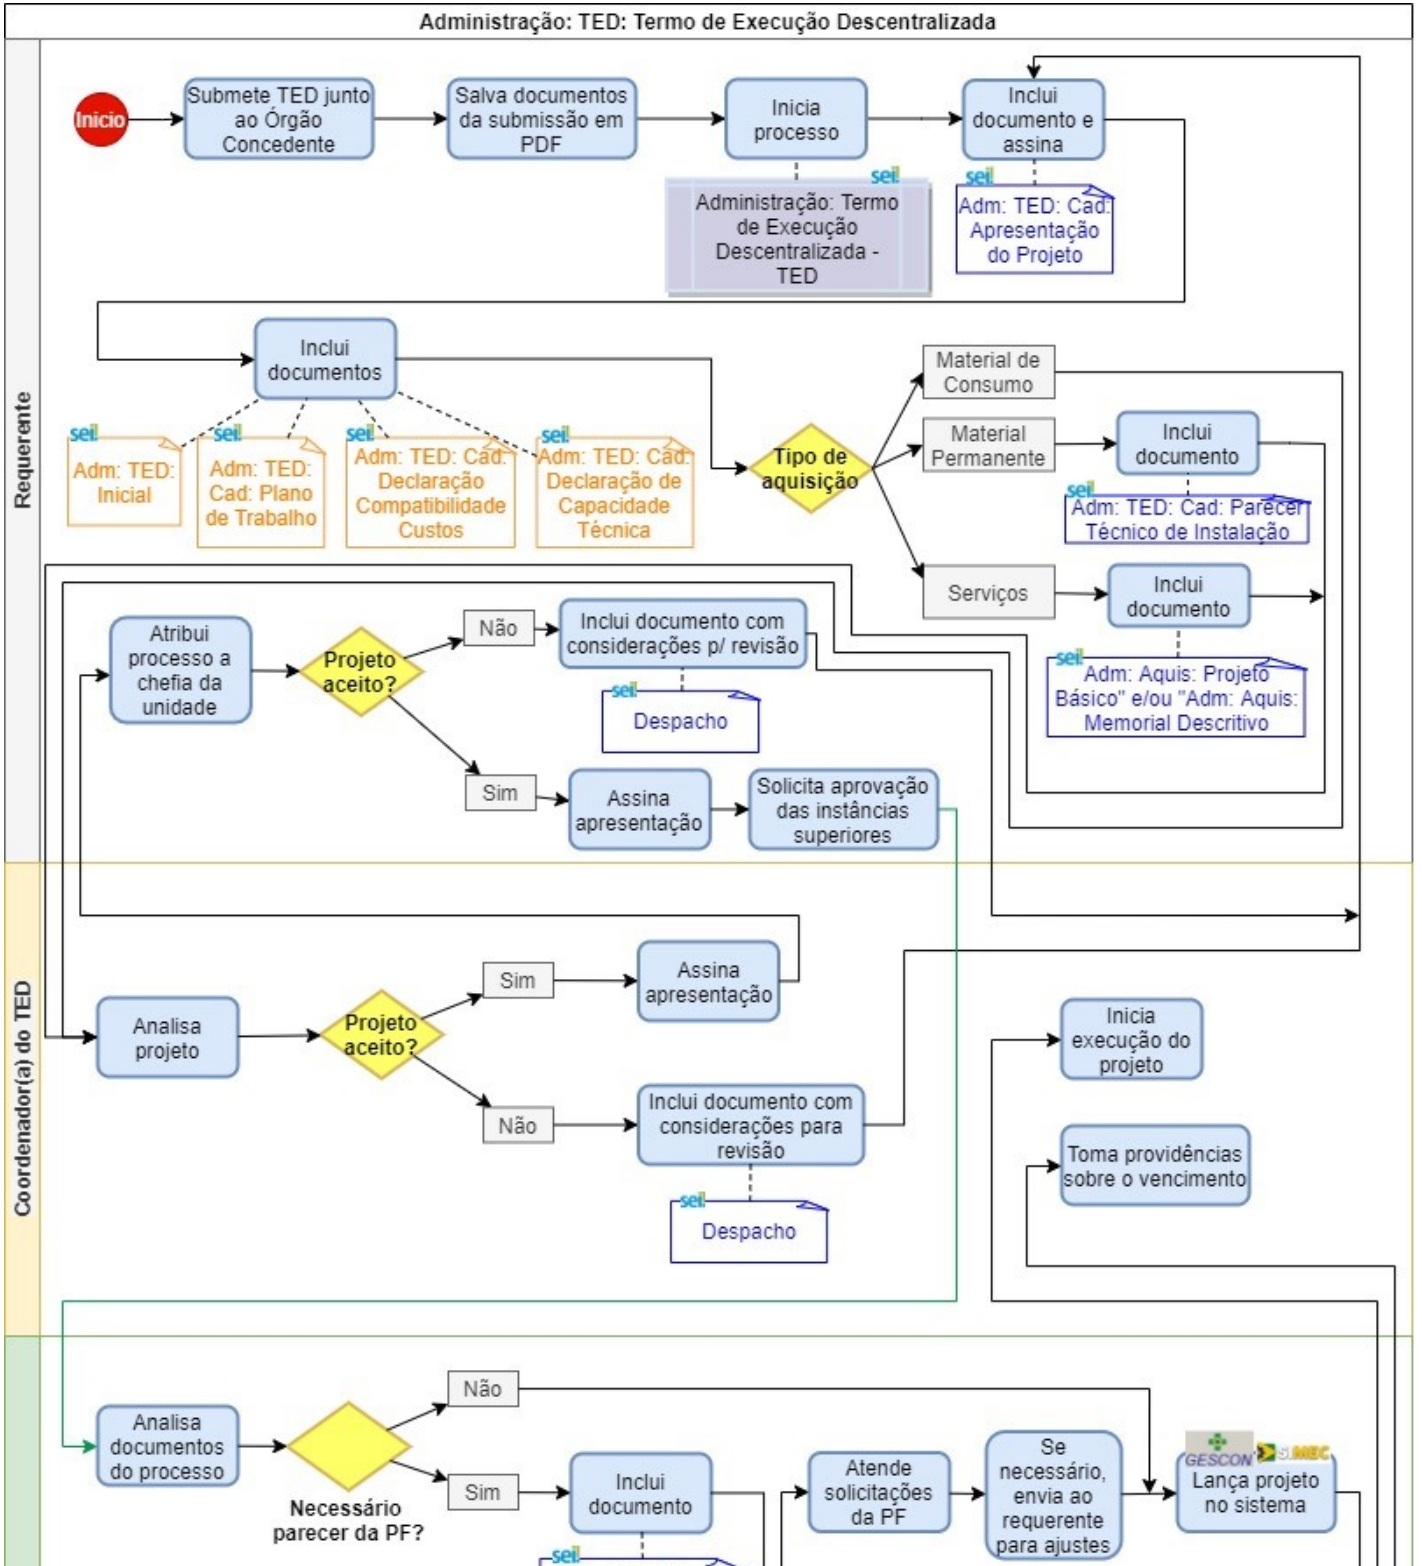 Administração: TED: Termo de Execução Descentralizada
Requerente
Inicio
Submete TED junto
ao Órgão
Concedente
Salva documentos
da submissão em
PDF
Inicia
processo
Inclui
documento e
assina
sei!
Administração: Termo
de Execução
Descentralizada -
TED
sei!
Adm: TED: Cad:
Apresentação
do Projeto
Inclui
documentos
sei!
Adm: TED:
Inicial
sei!
Adm: TED:
Cad: Plano
de Trabalho
sei!
Adm: TED: Cad:
Declaração
Compatibilidade
Custos
sei!
Adm: TED: Cad:
Declaração de
Capacidade
Técnica
Tipo de
aquisição
Material de
Consumo
Material
Permanente
Inclui
documento
sei!
Adm: TED: Cad: Parecer
Técnico de Instalação
Serviços
Inclui
documento
sei!
Adm: Aquis: Projeto
Básico" e/ou "Adm: Aquis:
Memorial Descritivo
Atribui
processo a
chefia da
unidade
Projeto
aceito?
Não
Inclui documento com
considerações p/ revisão
sei!
Despacho
Sim
Assina
apresentação
Solicita aprovação
das instâncias
superiores
Coordenador(a) do TED
Analisa
projeto
Projeto
aceito?
Sim
Assina
apresentação
Não
Inclui documento com
considerações para
revisão
sei!
Despacho
Inicia
execução do
projeto
Toma providências
sobre o vencimento
Analisa
documentos
do processo
Necessário
parecer da PF?
Não
Sim
Inclui
documento
sei!
Atende
solicitações
da PF
Se
necessário,
envia ao
requerente
para ajustes
GESCON
SiMEC
Lança projeto
no sistema